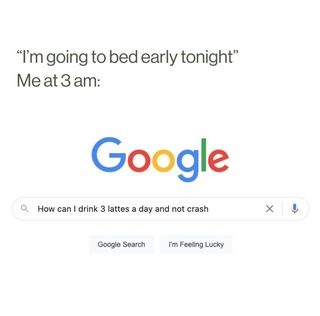 “I’m going to bed early tonight”
Me at 3 am:
Google
How can I drink 3 lattes a day and not crash
Google Search I'm Feeling Lucky